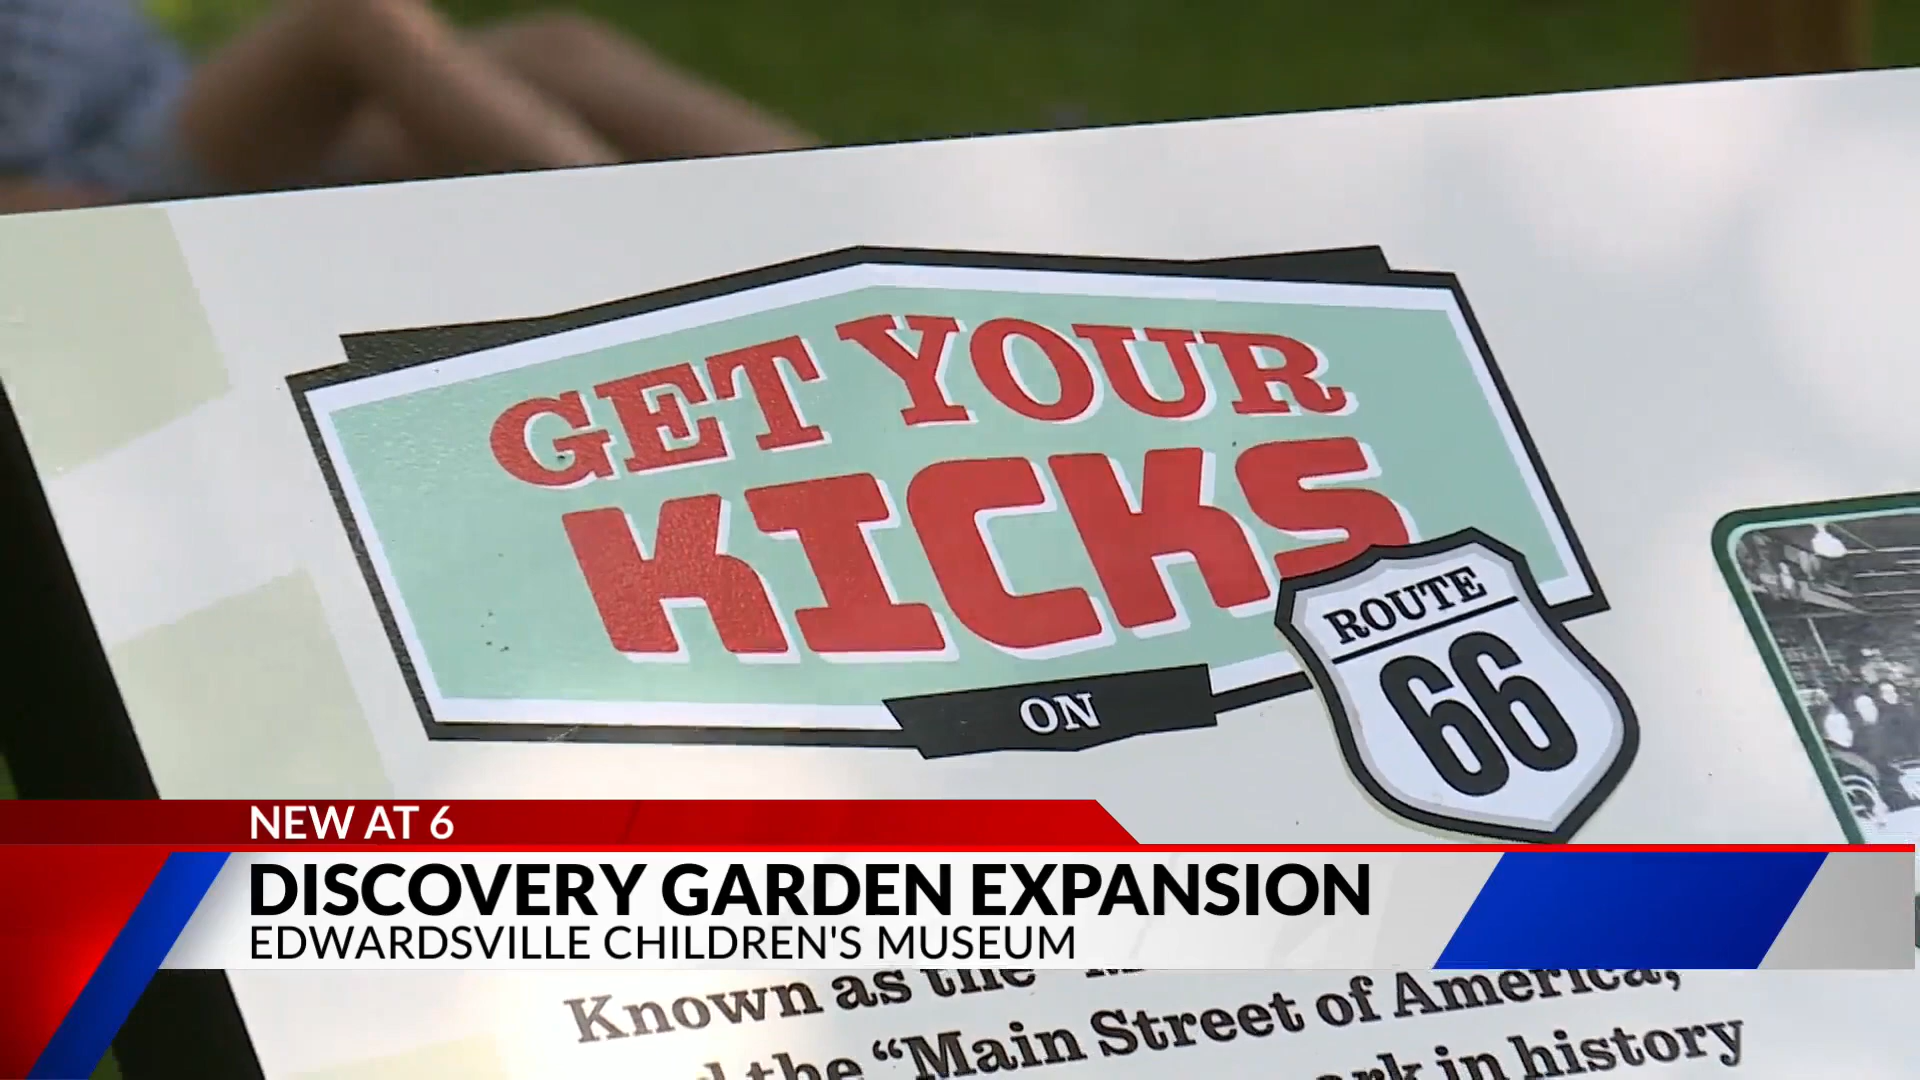 GET YOUR
KICKS
ON
ROUTE
66
NEW AT 6
DISCOVERY GARDEN EXPANSION
EDWARDSVILLE CHILDREN'S MUSEUM
Known as the
the “Main Street of America,
in history